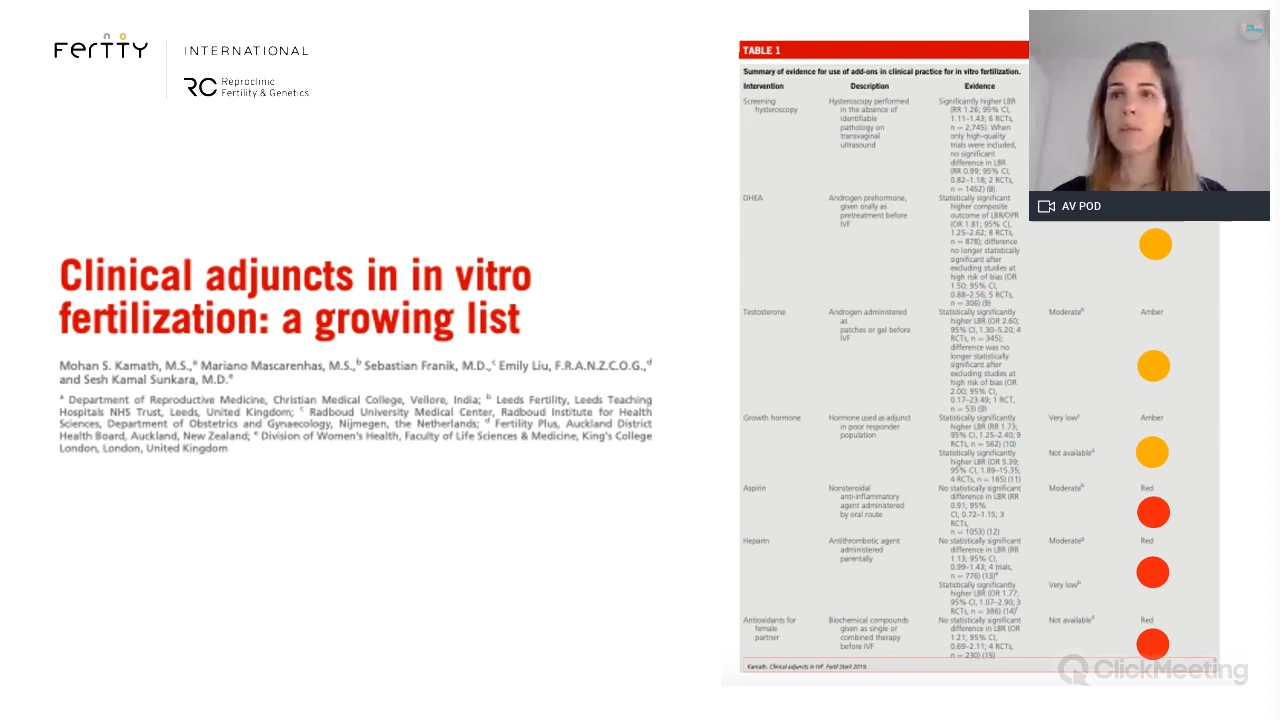 FERTTY
INTERNATIONAL
RC Reproclinic
Fertility & Genetics
Clinical adjuncts in in vitro
fertilization: a growing list
Mohan S. Kamath, M.S.,a Mariano Mascarenhas, M.S.,b Sebastian Franik, M.D.,c Emily Liu, F.R.A.N.Z.C.O.G.,d
and Sesh Kamal Sunkara, M.D.e
a Department of Reproductive Medicine, Christian Medical College, Vellore, India; b Leeds Fertility, Leeds Teaching
Hospitals NHS Trust, Leeds, United Kingdom; c Radboud University Medical Center, Radboud Institute for Health
Sciences, Department of Obstetrics and Gynaecology, Nijmegen, the Netherlands; d Fertility Plus, Auckland District
Health Board, Auckland, New Zealand; e Division of Women's Health, Faculty of Life Sciences & Medicine, King's College
London, London, United Kingdom
TABLE 1
Summary of evidence for use of add-ons in clinical practice for in vitro fertilization.
Intervention Description Evidence
Screening
hysteroscopy
Hysteroscopy performed
in the absence of
identifiable
pathology on
transvaginal
ultrasound
Significantly higher LBR
(RR 1.26; 95% CI,
1.11–1.43; 6 RCTs,
n = 2,745). When
only high-quality
trials were included,
no significant
difference in LBR
(RR 0.99; 95% CI,
0.82–1.18; 2 RCTs,
n = 1452) (8).
DHEA
Androgen prehormone,
given orally as
pretreatment before
IVF
Statistically significant
higher composite
outcome of LBR/OPR
(OR 1.81; 95% CI,
1.25–2.62; 8 RCTs,
n = 878); difference
no longer statistically
significant after
excluding studies at
high risk of bias (OR
1.50; 95% CI,
0.88–2.56; 5 RCTs,
n = 306) (9)
Testosterone
Androgen administered
as
patches or gel before
IVF
Statistically significantly
higher LBR (OR 2.60;
95% CI, 1.30–5.20; 4
RCTs, n = 345);
difference was no
longer statistically
significant after
excluding studies at
high risk of bias (OR
2.00; 95% CI,
0.17–23.49; 1 RCT,
n = 53) (9)
Moderateb
Amber
Growth hormone
Hormone used as adjunct
in poor responder
population
Statistically significantly
higher LBR (RR 1.73;
95% CI, 1.25–2.40; 9
RCTs, n = 562) (10)
Very lowc
Amber
Statistically significantly
higher LBR (OR 5.39;
95% CI, 1.89–15.35;
4 RCTs, n = 165) (11)
Not availabled
Aspirin
Nonsteroidal
anti-inflammatory
agent administered
by oral route
No statistically significant
difference in LBR (RR
0.91; 95%
CI, 0.72–1.15; 3
RCTs,
n = 1053) (12)
Moderateb
Red
Heparin
Antithrombotic agent
administered
parentally
No statistically significant
difference in LBR (RR
1.13; 95% CI,
0.99–1.43; 4 trials,
n = 776) (13)e
Moderateg
Red
Statistically significantly
higher LBR (OR 1.77;
95% CI, 1.07–2.90; 3
RCTs, n = 386) (14)f
Very lowb
Antioxidants for
female
partner
Biochemical compounds
given as single or
combined therapy
before IVF
No statistically significant
difference in LBR (OR
1.21; 95% CI,
0.69–2.11; 4 RCTs,
n = 230) (15)
Not availabled
Red
Kamath. Clinical adjuncts in IVF. Fertil Steril 2019.
AV POD
ClickMeeting